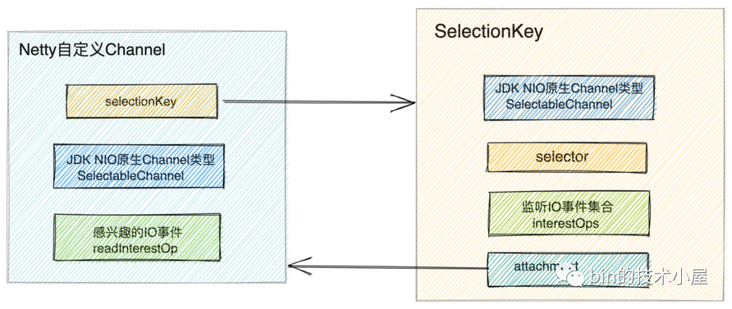 Netty自定义Channel
selectionKey
JDK NIO原生Channel类型
SelectableChannel
感兴趣的IO事件
readInterestOp
SelectionKey
JDK NIO原生Channel类型
SelectableChannel
selector
监听IO事件集合
interestOps
attachment
bin的技术小屋